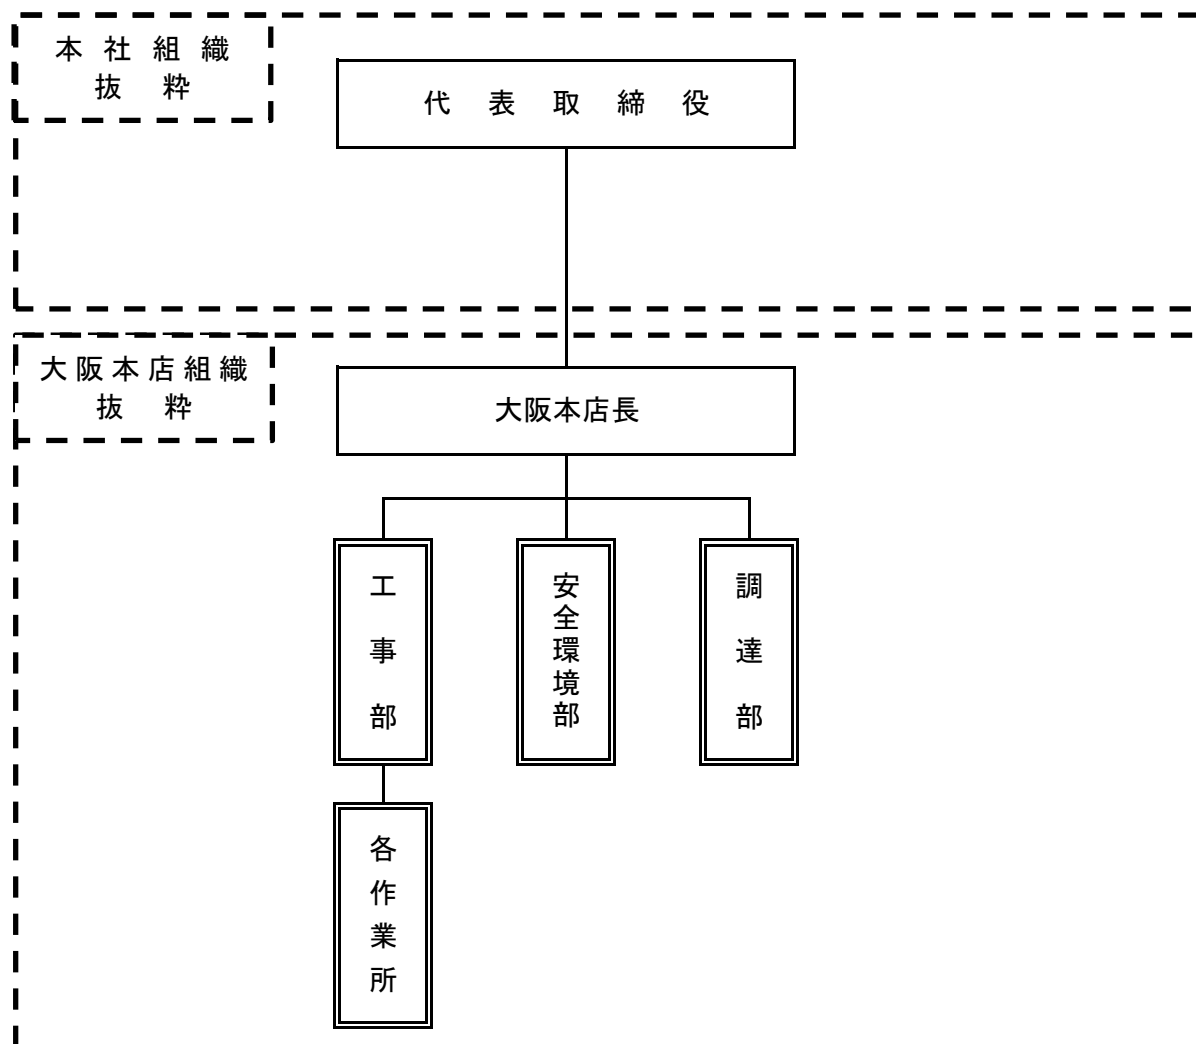 本社組織
抜粋
代表取締役
大阪本店組織
抜粋
大阪本店長
工事部
安全環境部
調達部
各作業所